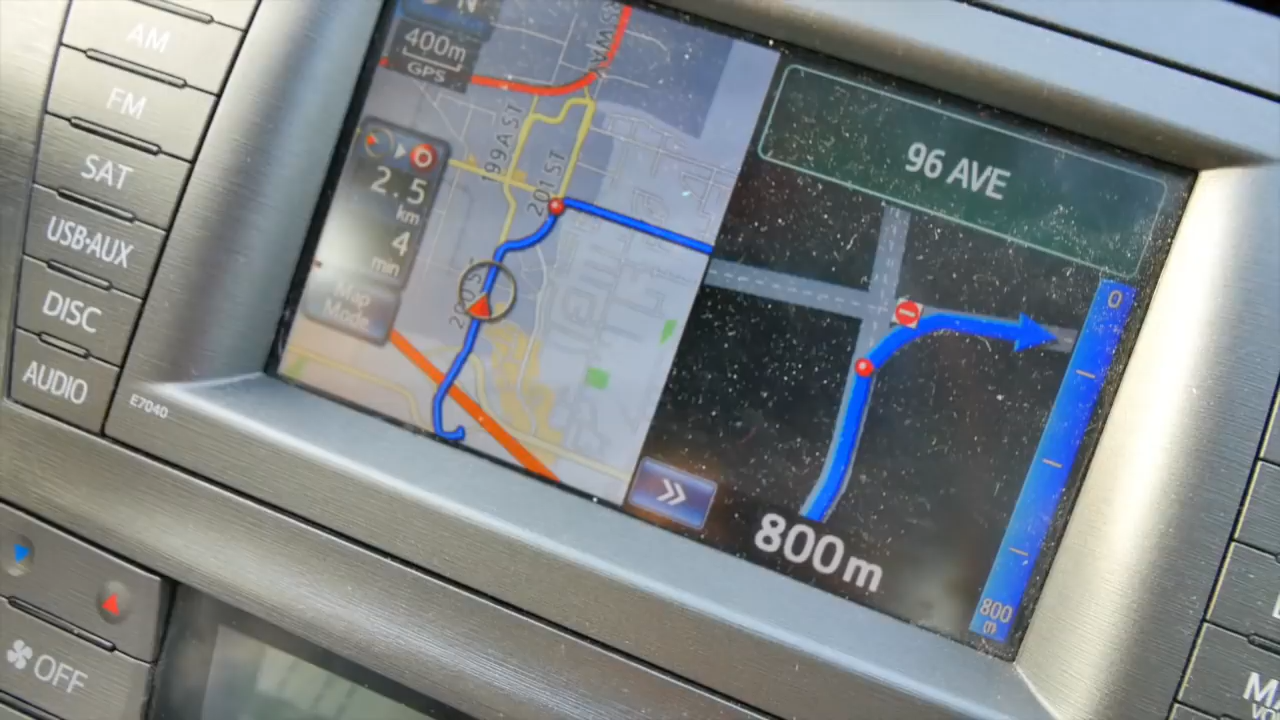 AM
FM
SAT
USB·AUX
DISC
AUDIO
E7040
OFF
N
400m
GPS
2.5
km
4
min
Map
Mode
199A ST
201 ST
96 AVE
0
800m
800
m